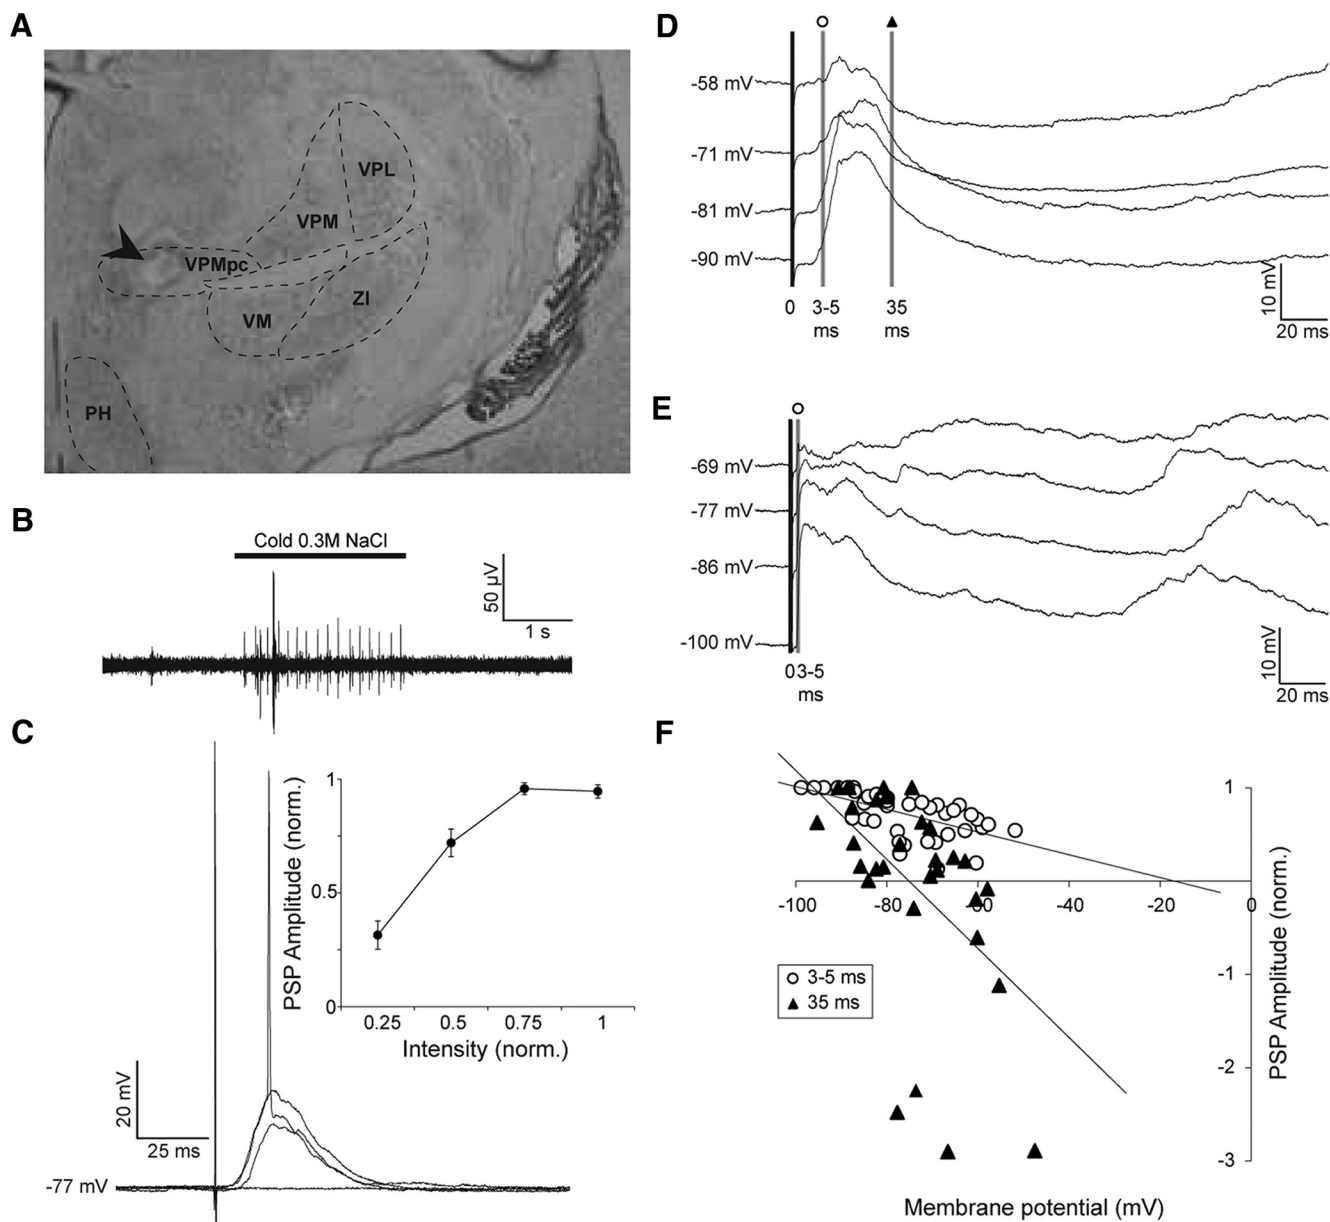 A
VPL
VPM
VPMpc
ZI
VM
PH
B
Cold 0.3M NaCl
50 µV
1 s
C
PSP Amplitude (norm.)
1
0.5
0
0.25 0.5 0.75 1
Intensity (norm.)
20 mV
25 ms
-77 mV
D
-58 mV
-71 mV
-81 mV
-90 mV
0 3-5 35
ms ms
10 mV
20 ms
E
-69 mV
-77 mV
-86 mV
-100 mV
03-5
ms
10 mV
20 ms
F
1
-100 -80 -60 -40 -20 0
-1
-2
-3
3-5 ms
35 ms
PSP Amplitude (norm.)
Membrane potential (mV)